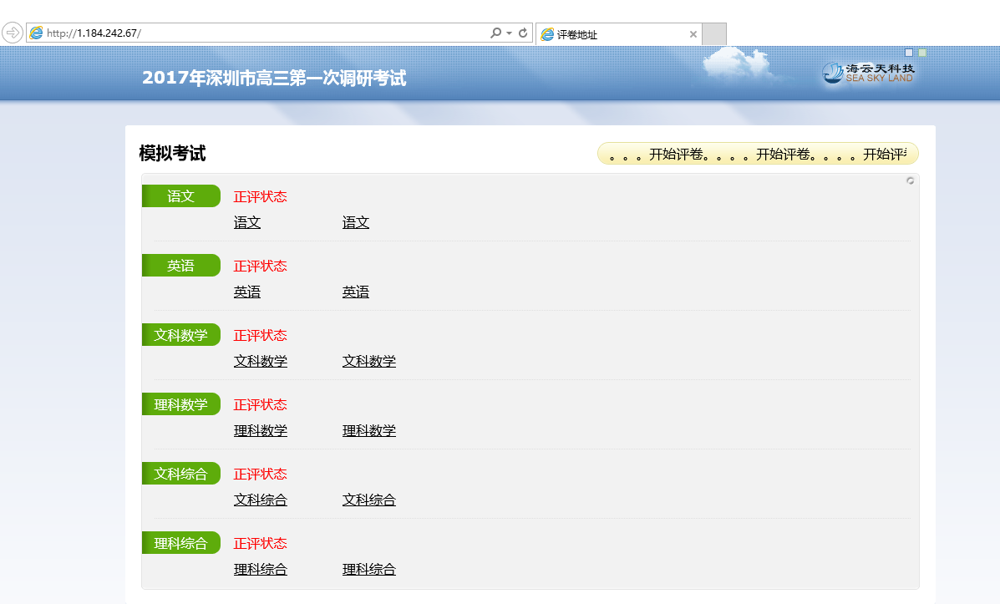 http://1.184.242.67/
评卷地址
2017年深圳市高三第一次调研考试
海云天科技
SEA SKY LAND
模拟考试
。。。开始评卷。。。。开始评卷。。。。开始评
语文 正评状态
语文 语文
英语 正评状态
英语 英语
文科数学 正评状态
文科数学 文科数学
理科数学 正评状态
理科数学 理科数学
文科综合 正评状态
文科综合 文科综合
理科综合 正评状态
理科综合 理科综合